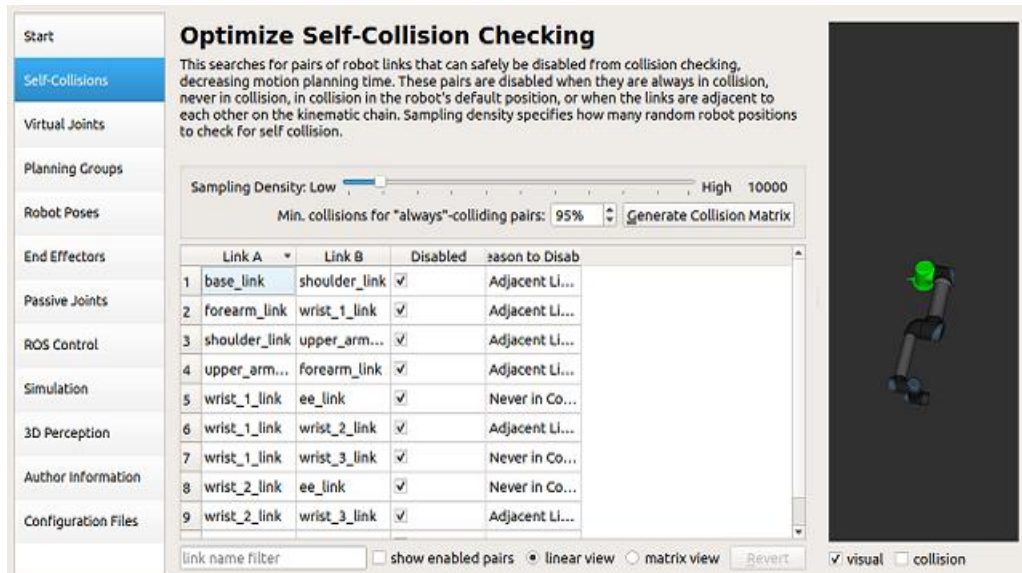 Start
Self-Collisions
Virtual Joints
Planning Groups
Robot Poses
End Effectors
Passive Joints
ROS Control
Simulation
3D Perception
Author Information
Configuration Files
Optimize Self-Collision Checking
This searches for pairs of robot links that can safely be disabled from collision checking,
decreasing motion planning time. These pairs are disabled when they are always in collision,
never in collision, in collision in the robot's default position, or when the links are adjacent to
each other on the kinematic chain. Sampling density specifies how many random robot positions
to check for self collision.
Sampling Density: Low High 10000
Min. collisions for "always"-colliding pairs: 95% Generate Collision Matrix
Link A Link B Disabled eason to Disab
1 base_link shoulder_link Adjacent Li...
2 forearm_link wrist_1_link Adjacent Li...
3 shoulder_link upper_arm... Adjacent Li...
4 upper_arm... forearm_link Adjacent Li...
5 wrist_1_link ee_link Never in Co...
6 wrist_1_link wrist_2_link Adjacent Li...
7 wrist_1_link wrist_3_link Never in Co...
8 wrist_2_link ee_link Never in Co...
9 wrist_2_link wrist_3_link Adjacent Li...
link name filter show enabled pairs linear view matrix view Revert
visual collision